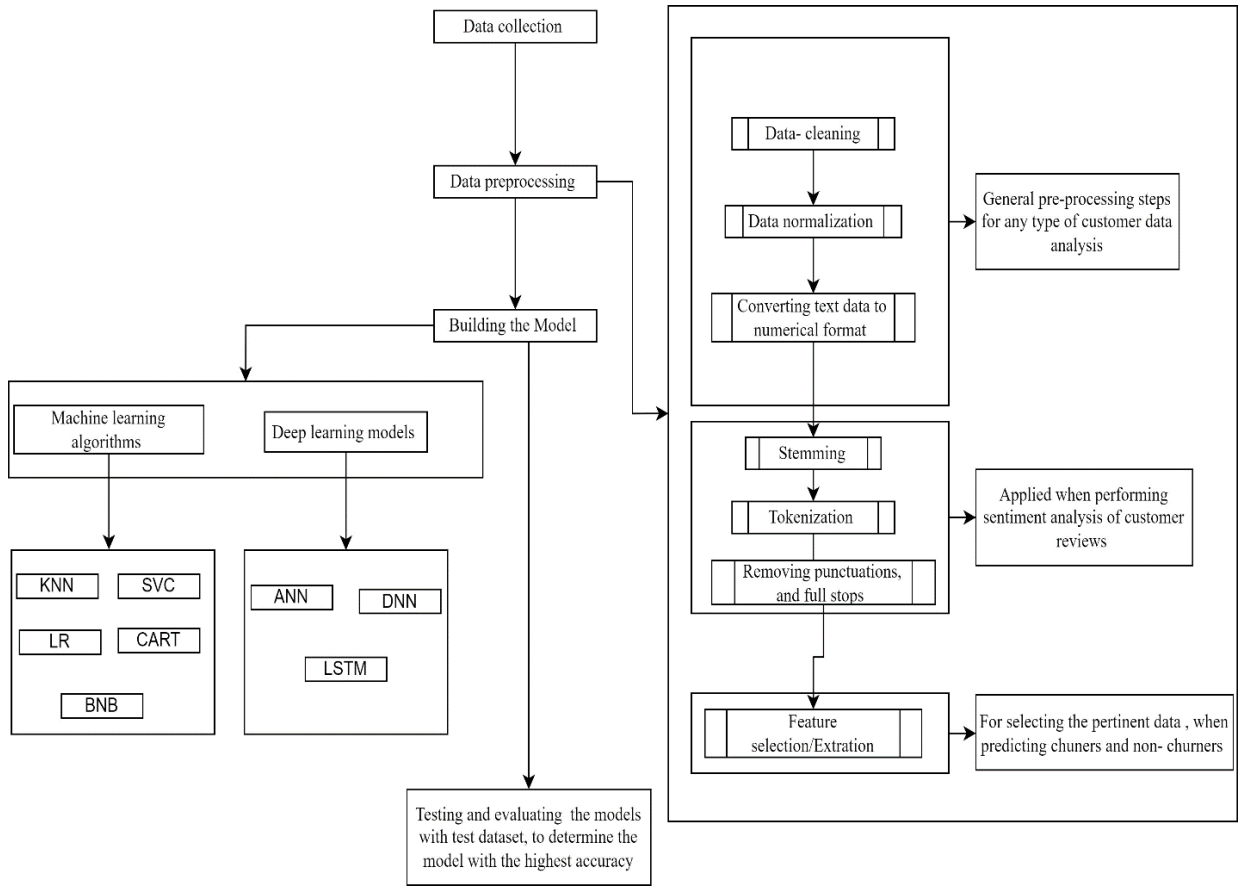 Data collection
Data preprocessing
Building the Model
Machine learning
algorithms
Deep learning models
KNN
SVC
LR
CART
BNB
ANN
DNN
LSTM
Testing and evaluating the models
with test dataset, to determine the
model with the highest accuracy
Data- cleaning
Data normalization
Converting text data to
numerical format
General pre-processing steps
for any type of customer data
analysis
Stemming
Tokenization
Removing punctuations,
and full stops
Applied when performing
sentiment analysis of customer
reviews
Feature
selection/Extration
For selecting the pertinent data , when
predicting chuners and non- churners